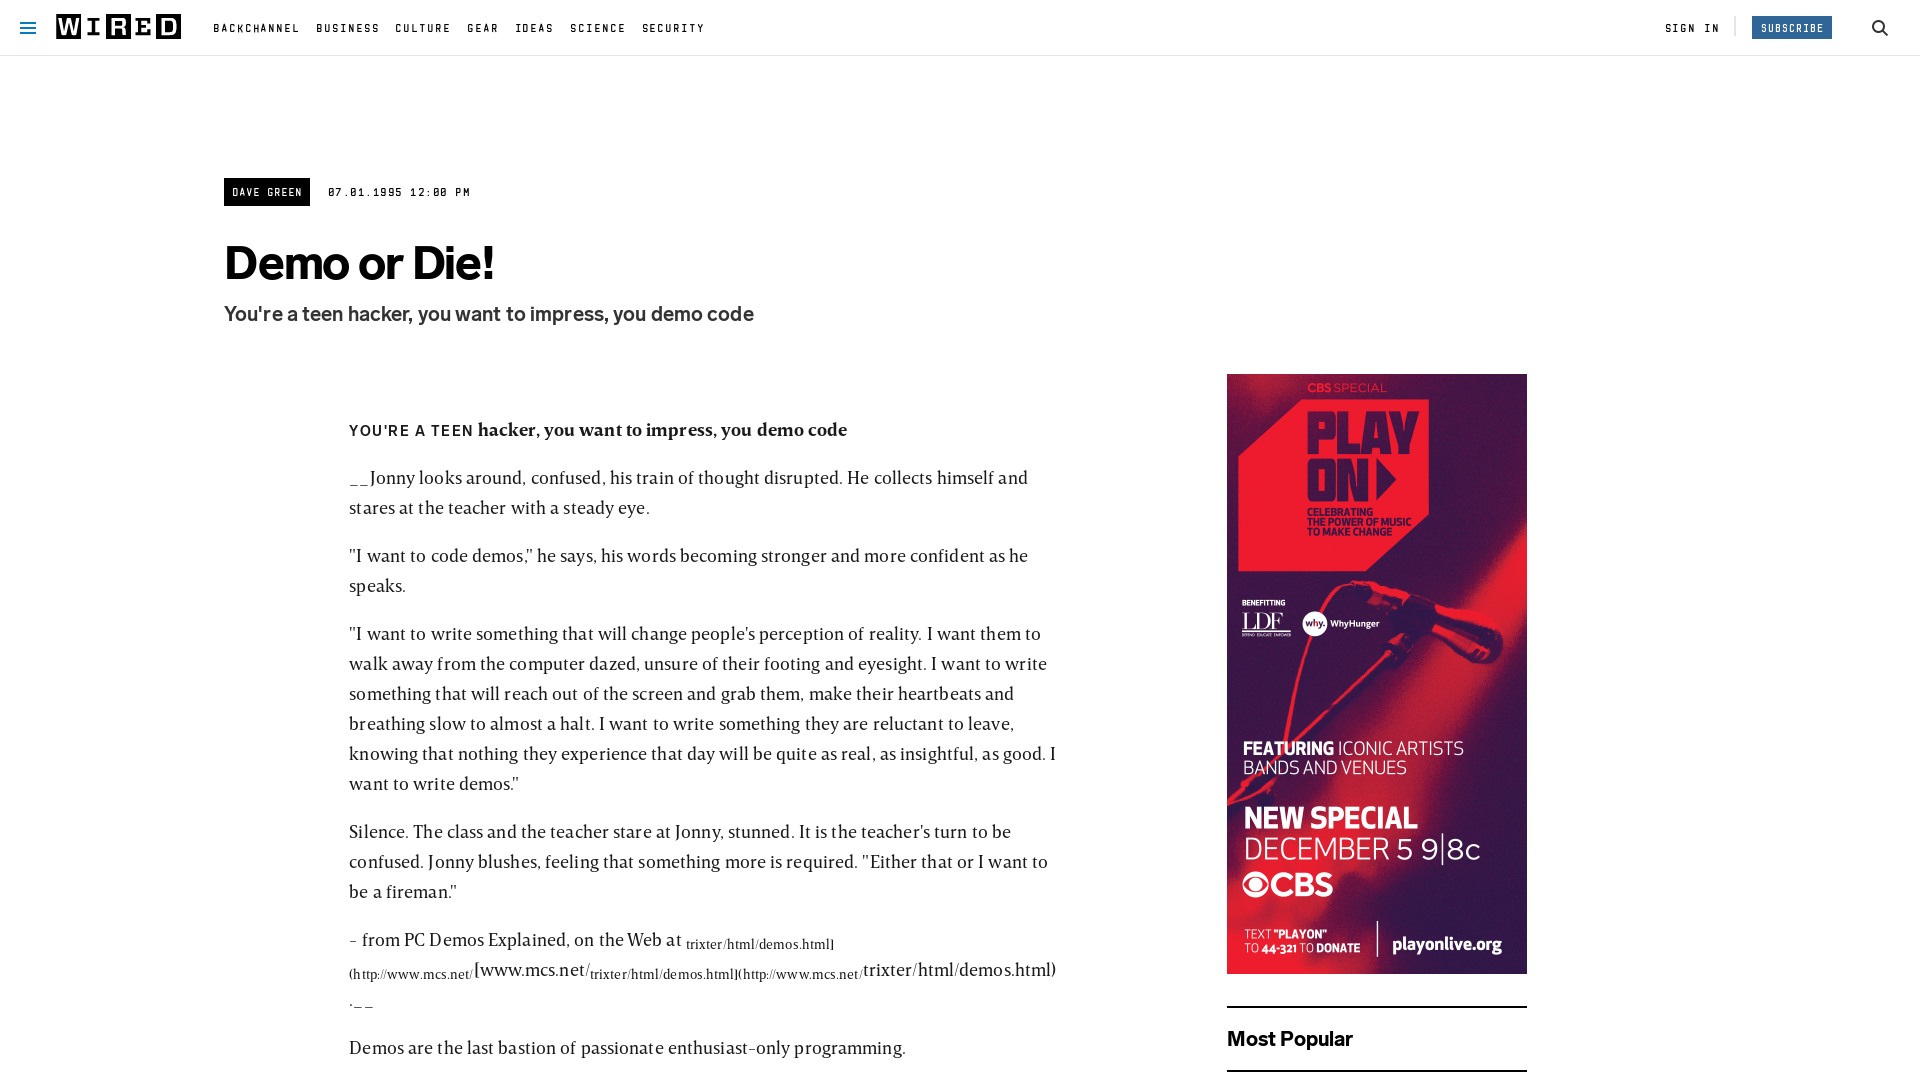 WIRED
BACKCHANNEL BUSINESS CULTURE GEAR IDEAS SCIENCE SECURITY
SIGN IN
SUBSCRIBE
DAVE GREEN
07.01.1995 12:00 PM
Demo or Die!
You're a teen hacker, you want to impress, you demo code
YOU'RE A TEEN hacker, you want to impress, you demo code
__Jonny looks around, confused, his train of thought disrupted. He collects himself and
stares at the teacher with a steady eye.
"I want to code demos," he says, his words becoming stronger and more confident as he
speaks.
"I want to write something that will change people's perception of reality. I want them to
walk away from the computer dazed, unsure of their footing and eyesight. I want to write
something that will reach out of the screen and grab them, make their heartbeats and
breathing slow to almost a halt. I want to write something they are reluctant to leave,
knowing that nothing they experience that day will be quite as real, as insightful, as good. I
want to write demos."
Silence. The class and the teacher stare at Jonny, stunned. It is the teacher's turn to be
confused. Jonny blushes, feeling that something more is required. "Either that or I want to
be a fireman."
- from PC Demos Explained, on the Web at trixter/html/demos.html]
(http://www.mcs.net/[www.mcs.net/trixter/html/demos.html](http://www.mcs.net/trixter/html/demos.html)
.__
Demos are the last bastion of passionate enthusiast-only programming.
CBS SPECIAL
PLAY
ON
CELEBRATING
THE POWER OF MUSIC
TO MAKE CHANGE
BENEFITTING
LDF
DEFEND EDUCATE EMPOWER
why.
WhyHunger
FEATURING ICONIC ARTISTS
BANDS AND VENUES
NEW SPECIAL
DECEMBER 5 9|8c
CBS
TEXT "PLAYON"
TO 44-321 TO DONATE
playonlive.org
Most Popular